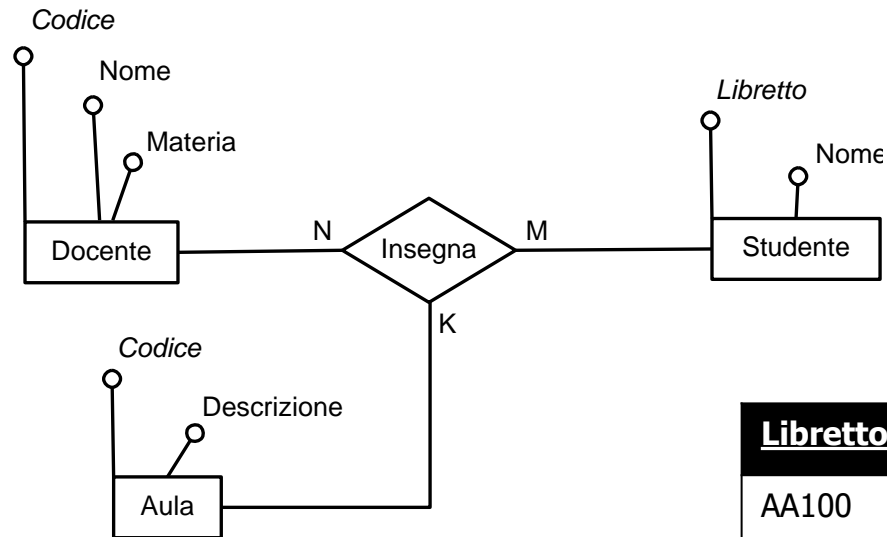 Codice
Nome
Materia
Libretto
Nome
Docente
N
Insegna
M
Studente
K
Codice
Descrizione
Aula
Libretto
AA100